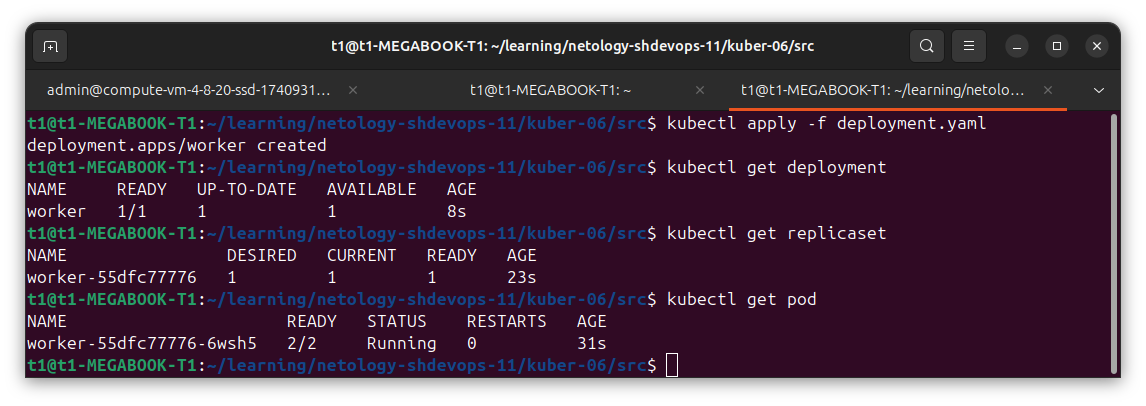 t1@t1-MEGABOOK-T1: ~/learning/netology-shdevops-11/kuber-06/src
admin@compute-vm-4-8-20-ssd-1740931... × t1@t1-MEGABOOK-T1: ~ × t1@t1-MEGABOOK-T1: ~/learning/netolo... ×
t1@t1-MEGABOOK-T1:~/learning/netology-shdevops-11/kuber-06/src$ kubectl apply -f deployment.yaml
deployment.apps/worker created
t1@t1-MEGABOOK-T1:~/learning/netology-shdevops-11/kuber-06/src$ kubectl get deployment
NAME     READY   UP-TO-DATE   AVAILABLE   AGE
worker   1/1     1            1           8s
t1@t1-MEGABOOK-T1:~/learning/netology-shdevops-11/kuber-06/src$ kubectl get replicaset
NAME                DESIRED   CURRENT   READY   AGE
worker-55dfc77776   1         1         1       23s
t1@t1-MEGABOOK-T1:~/learning/netology-shdevops-11/kuber-06/src$ kubectl get pod
NAME                      READY   STATUS    RESTARTS   AGE
worker-55dfc77776-6wsh5   2/2     Running   0          31s
t1@t1-MEGABOOK-T1:~/learning/netology-shdevops-11/kuber-06/src$